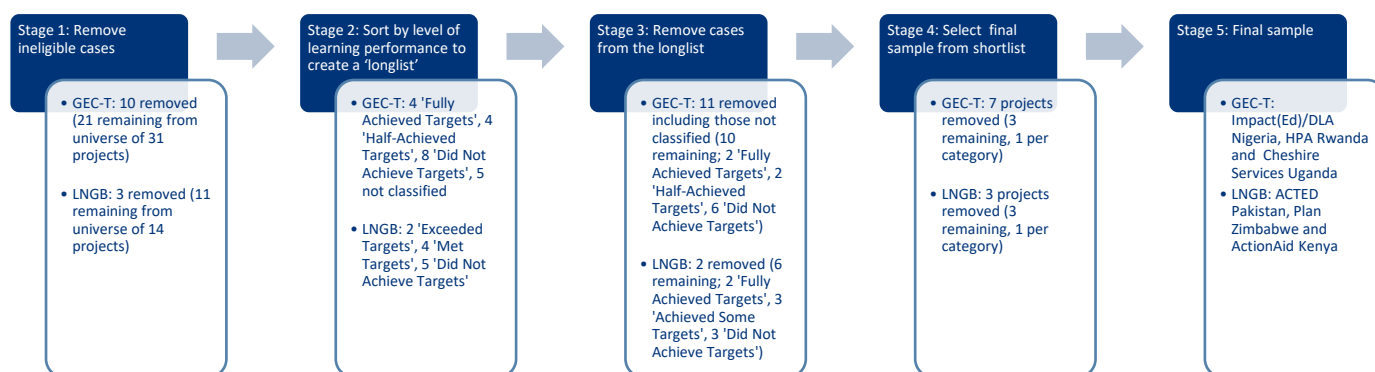 Stage 1: Remove
ineligible cases
• GEC-T: 10 removed
(21 remaining from
universe of 31
projects)
• LNGB: 3 removed (11
remaining from
universe of 14
projects)
Stage 2: Sort by level of
learning performance to
create a ‘longlist’
• GEC-T: 4 'Fully
Achieved Targets', 4
'Half-Achieved
Targets', 8 'Did Not
Achieve Targets', 5
not classified
• LNGB: 2 'Exceeded
Targets', 4 'Met
Targets', 5 'Did Not
Achieve Targets'
Stage 3: Remove cases
from the longlist
• GEC-T: 11 removed
including those not
classified (10
remaining; 2 'Fully
Achieved Targets', 2
'Half-Achieved
Targets', 6 'Did Not
Achieve Targets')
• LNGB: 2 removed (6
remaining; 2 'Fully
Achieved Targets', 3
'Achieved Some
Targets', 3 'Did Not
Achieve Targets')
Stage 4: Select final
sample from shortlist
• GEC-T: 7 projects
removed (3
remaining, 1 per
category)
• LNGB: 3 projects
removed (3
remaining, 1 per
category)
Stage 5: Final sample
• GEC-T:
Impact(Ed)/DLA
Nigeria, HPA Rwanda
and Cheshire
Services Uganda
• LNGB: ACTED
Pakistan, Plan
Zimbabwe and
ActionAid Kenya